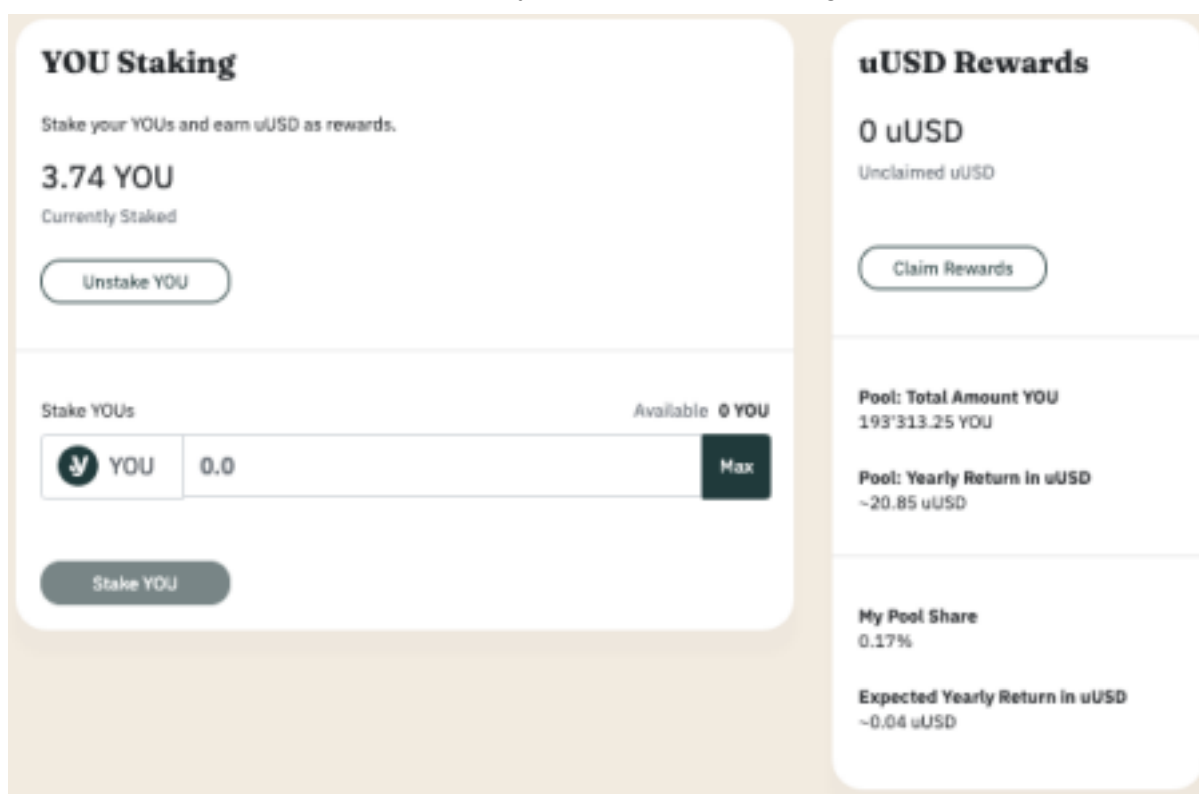 YOU Staking
Stake your YOUs and earn uUSD as rewards.
3.74 YOU
Currently Staked
Unstake YOU
Stake YOUs
Available 0 YOU
YOU
0.0
Max
Stake YOU
uUSD Rewards
0 uUSD
Unclaimed uUSD
Claim Rewards
Pool: Total Amount YOU
193'313.25 YOU
Pool: Yearly Return in uUSD
~20.85 uUSD
My Pool Share
0.17%
Expected Yearly Return in uUSD
~0.04 uUSD